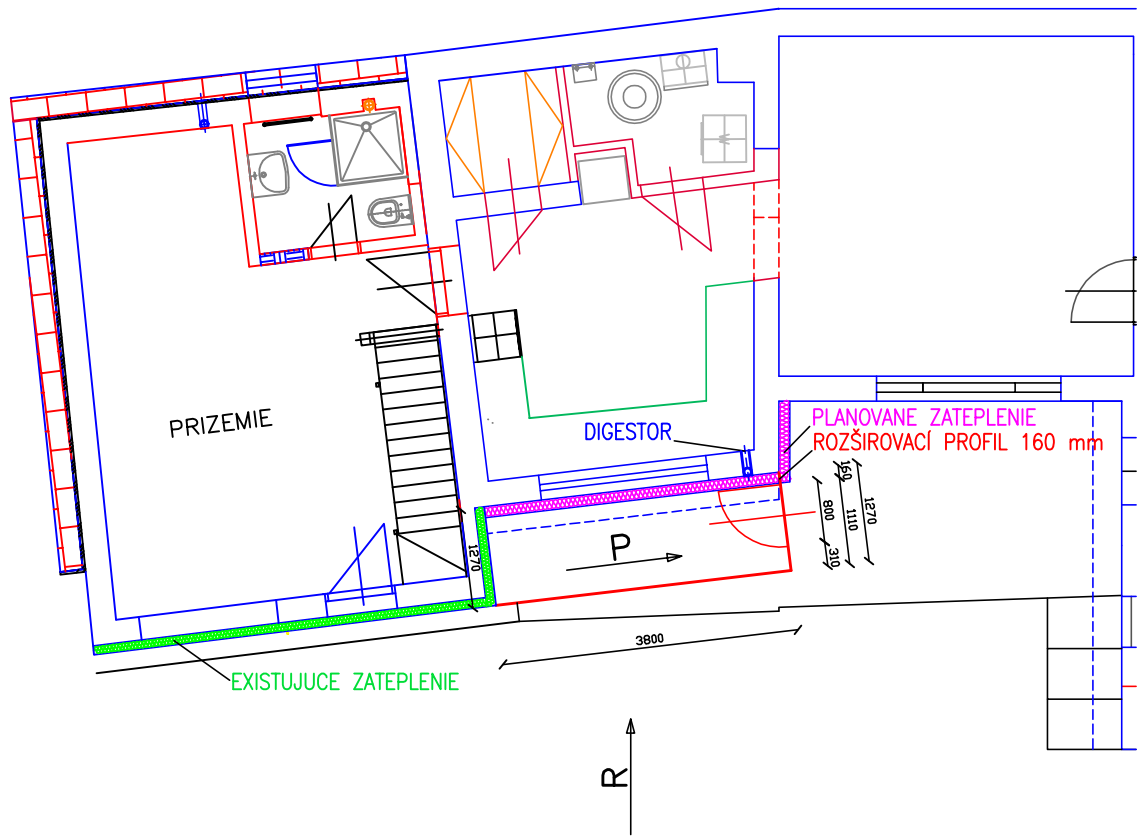 PRIZEMIE
DIGESTOR
PLANOVANE ZATEPLENIE
ROZŠIROVACÍ PROFIL 160 mm
160
1270
800
1110
310
1270
P
3800
EXISTUJUCE ZATEPLENIE
R